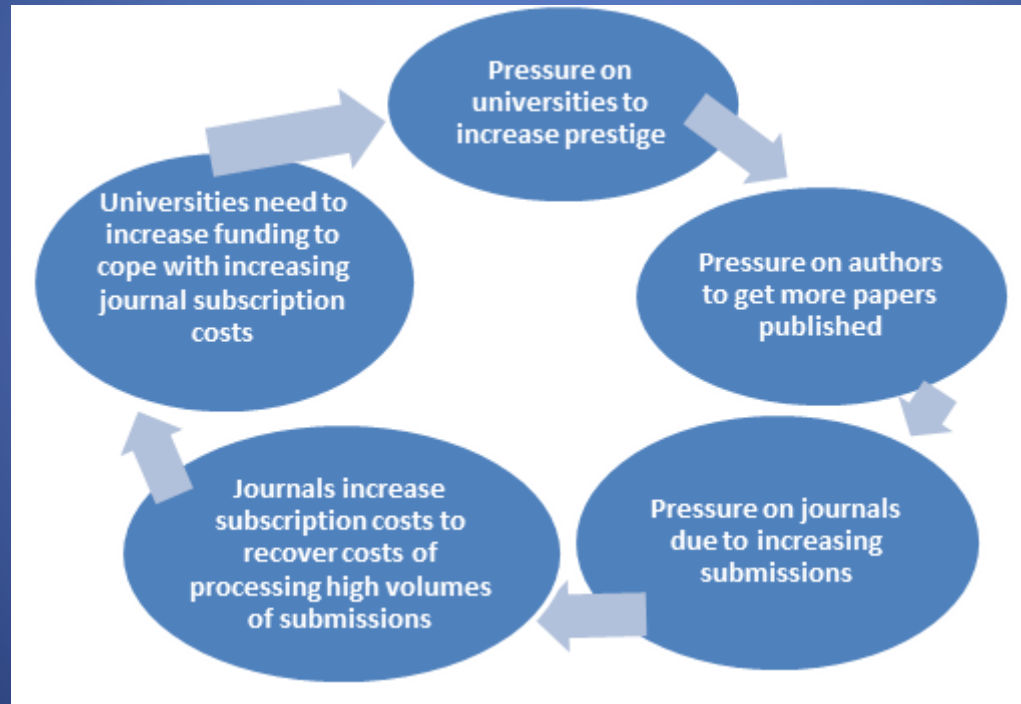 Pressure on
universities to
increase prestige
Pressure on authors
to get more papers
published
Pressure on journals
due to increasing
submissions
Journals increase
subscription costs to
recover costs of
processing high volumes
of submissions
Universities need to
increase funding to
cope with increasing
journal subscription
costs